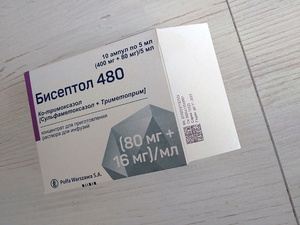 10 ампул по 5 мл
(400 мг + 80 мг)/5 мл
Бисептол 480
Ко-тримоксазол
[Сульфаметоксазол + Триметоприм]
концентрат для приготовления
раствора для инфузий
(80 мг +
16 мг)/мл
Polfa Warszawa S.A.